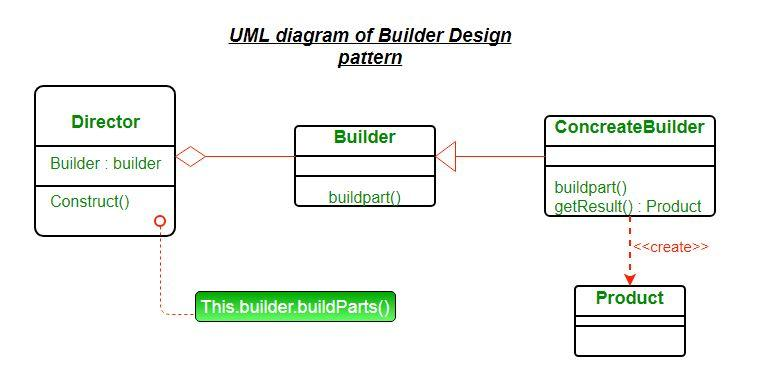 UML diagram of Builder Design
pattern
Director
Builder : builder
Construct()
Builder
buildpart()
ConcreateBuilder
buildpart()
getResult() : Product
<<create>>
This.builder.buildParts()
Product